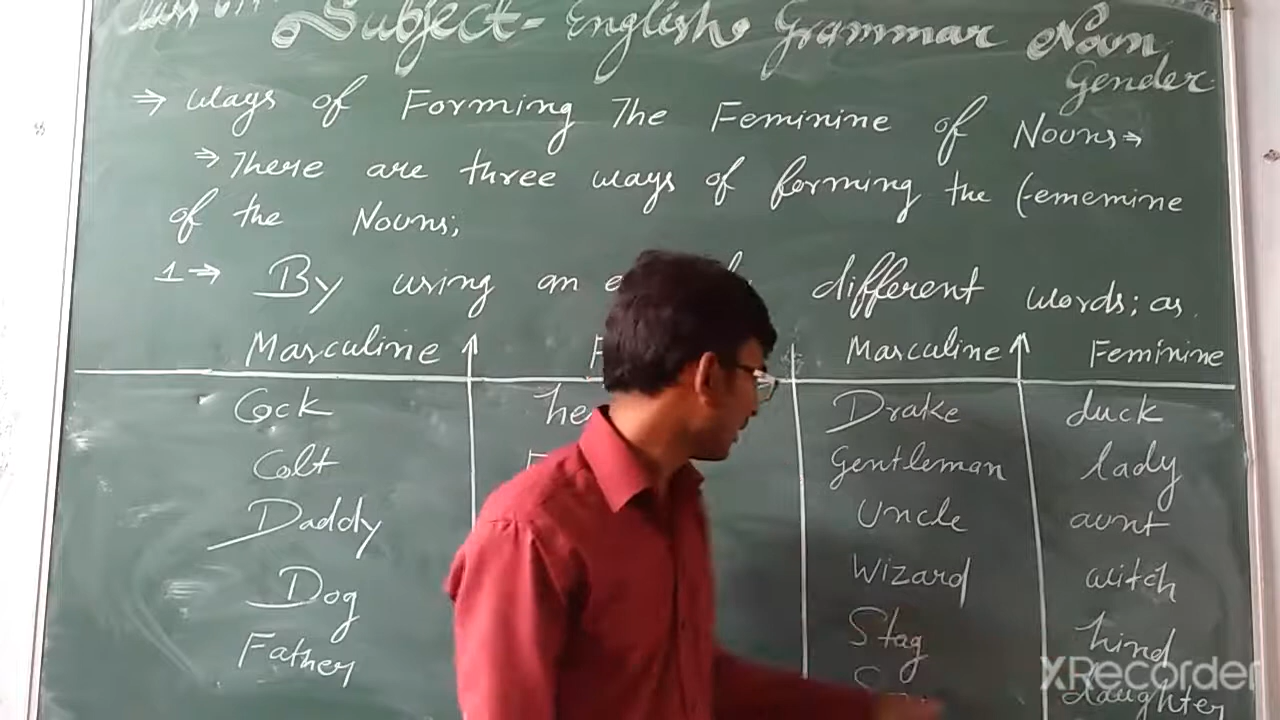 Subject- English Grammar Noun
Gender
⇒ Ways of Forming The Feminine of Nouns⇒
⇒ There are three ways of forming the Fememine
of the Nouns;
1⇒ By using an different words; as.
Masculine Masculine Feminine
Cock Drake duck
Colt Gentleman lady
Daddy Uncle aunt
Dog Wizard witch
Father Stag hind
daughter
XRecorder